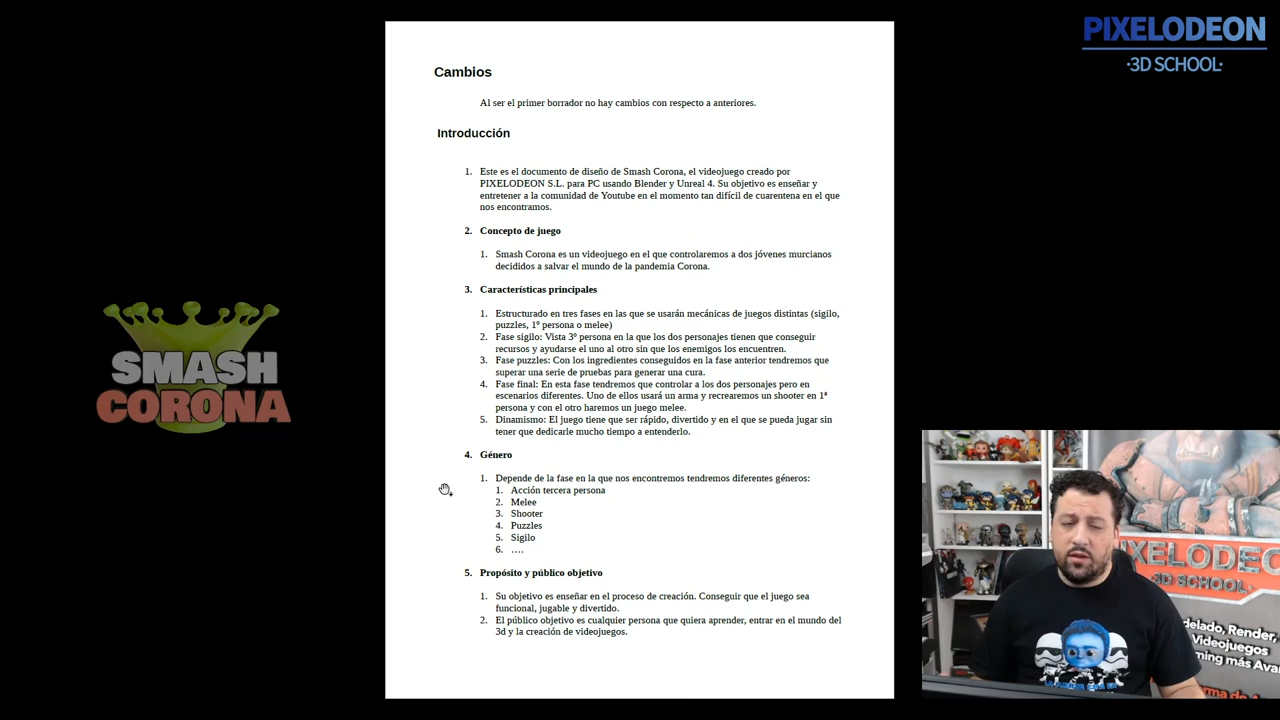 PIXELODEON
·3D SCHOOL·
Cambios
Al ser el primer borrador no hay cambios con respecto a anteriores.
Introducción
1. Este es el documento de diseño de Smash Corona, el videojuego creado por
PIXELODEON S.L. para PC usando Blender y Unreal 4. Su objetivo es enseñar y
entretener a la comunidad de Youtube en el momento tan difícil de cuarentena en el que
nos encontramos.
2. Concepto de juego
1. Smash Corona es un videojuego en el que controlaremos a dos jóvenes murcianos
decididos a salvar el mundo de la pandemia Corona.
3. Características principales
1. Estructurado en tres fases en las que se usarán mecánicas de juegos distintas (sigilo,
puzzles, 1º persona o melee)
2. Fase sigilo: Vista 3º persona en la que los dos personajes tienen que conseguir
recursos y ayudarse el uno al otro sin que los enemigos los encuentren.
3. Fase puzzles: Con los ingredientes conseguidos en la fase anterior tendremos que
superar una serie de pruebas para generar una cura.
4. Fase final: En esta fase tendremos que controlar a los dos personajes pero en
escenarios diferentes. Uno de ellos usará un arma y recrearemos un shooter en 1ª
persona y con el otro haremos un juego melee.
5. Dinamismo: El juego tiene que ser rápido, divertido y en el que se pueda jugar sin
tener que dedicarle mucho tiempo a entenderlo.
4. Género
1. Depende de la fase en la que nos encontremos tendremos diferentes géneros:
1. Acción tercera persona
2. Melee
3. Shooter
4. Puzzles
5. Sigilo
6. ….
5. Propósito y público objetivo
1. Su objetivo es enseñar en el proceso de creación. Conseguir que el juego sea
funcional, jugable y divertido.
2. El público objetivo es cualquier persona que quiera aprender, entrar en el mundo del
3d y la creación de videojuegos.
SMASH
CORONA
PIXELODEO
·3D SCHOOL·
delado, Render,
Videojuegos
ming más Ava